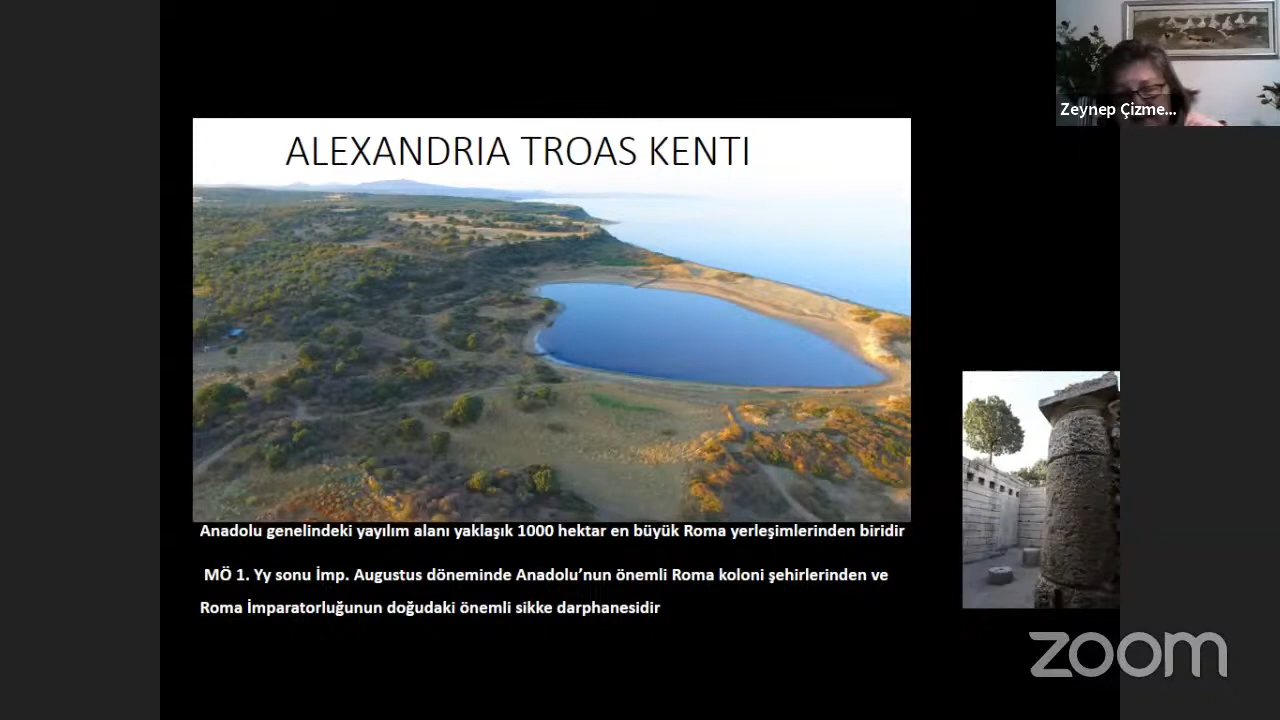 Zeynep Çizme...
ALEXANDRIA TROAS KENTI
Anadolu genelindeki yayılım alanı yaklaşık 1000 hektar en büyük Roma yerleşimlerinden biridir
MÖ 1. Yy sonu İmp. Augustus döneminde Anadolu’nun önemli Roma koloni şehirlerinden ve
Roma İmparatorluğunun doğudaki önemli sikke darphanesidir
zoom